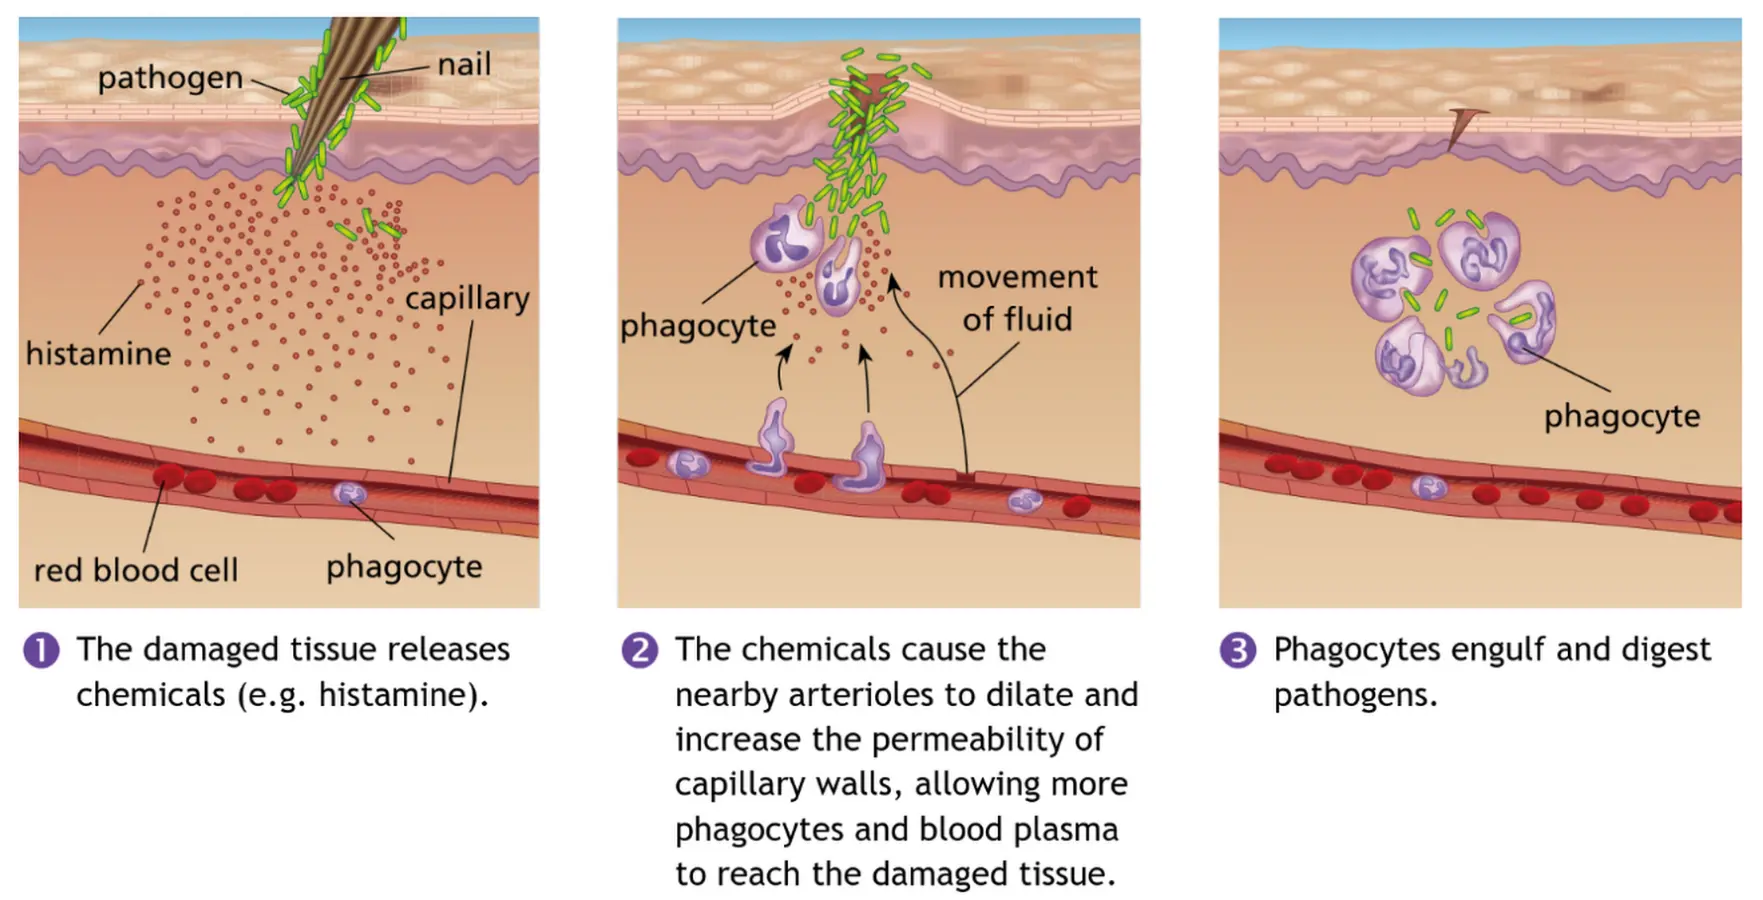 pathogen
nail
histamine
capillary
red blood cell
phagocyte
1 The damaged tissue releases
chemicals (e.g. histamine).
phagocyte
movement
of fluid
2 The chemicals cause the
nearby arterioles to dilate and
increase the permeability of
capillary walls, allowing more
phagocytes and blood plasma
to reach the damaged tissue.
phagocyte
3 Phagocytes engulf and digest
pathogens.